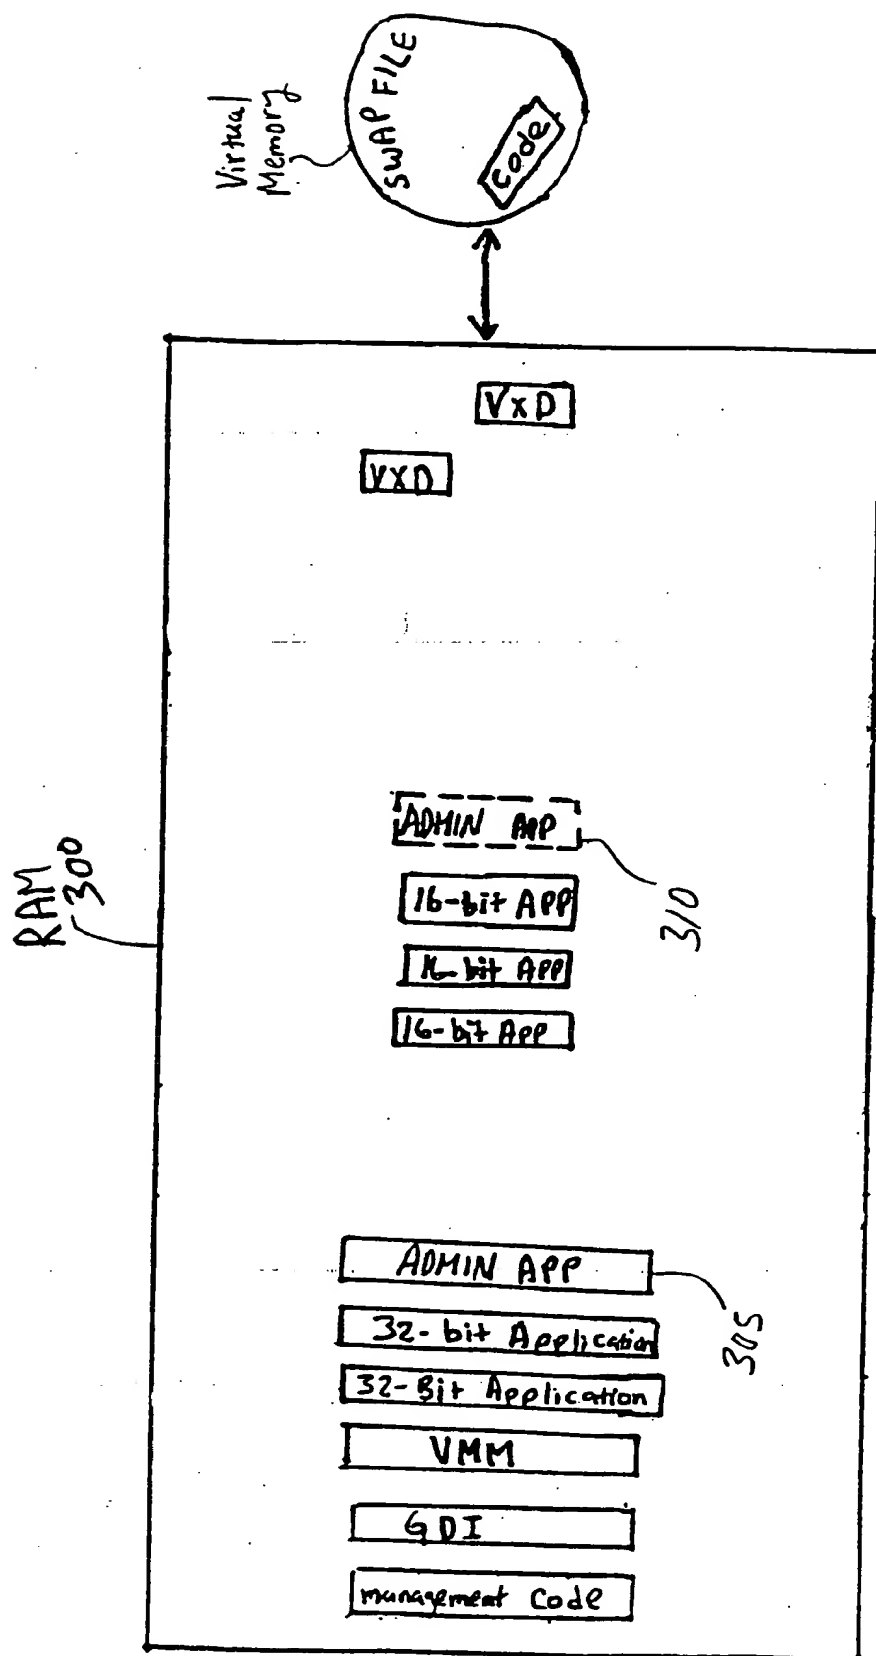 Virtual
Memory
SWAP FILE
Code
VxD
VXD
RAM
300
ADMIN APP
310
16-bit APP
16-bit APP
16-bit App
ADMIN APP
305
32-bit Application
32-Bit Application
VMM
GDI
management Code